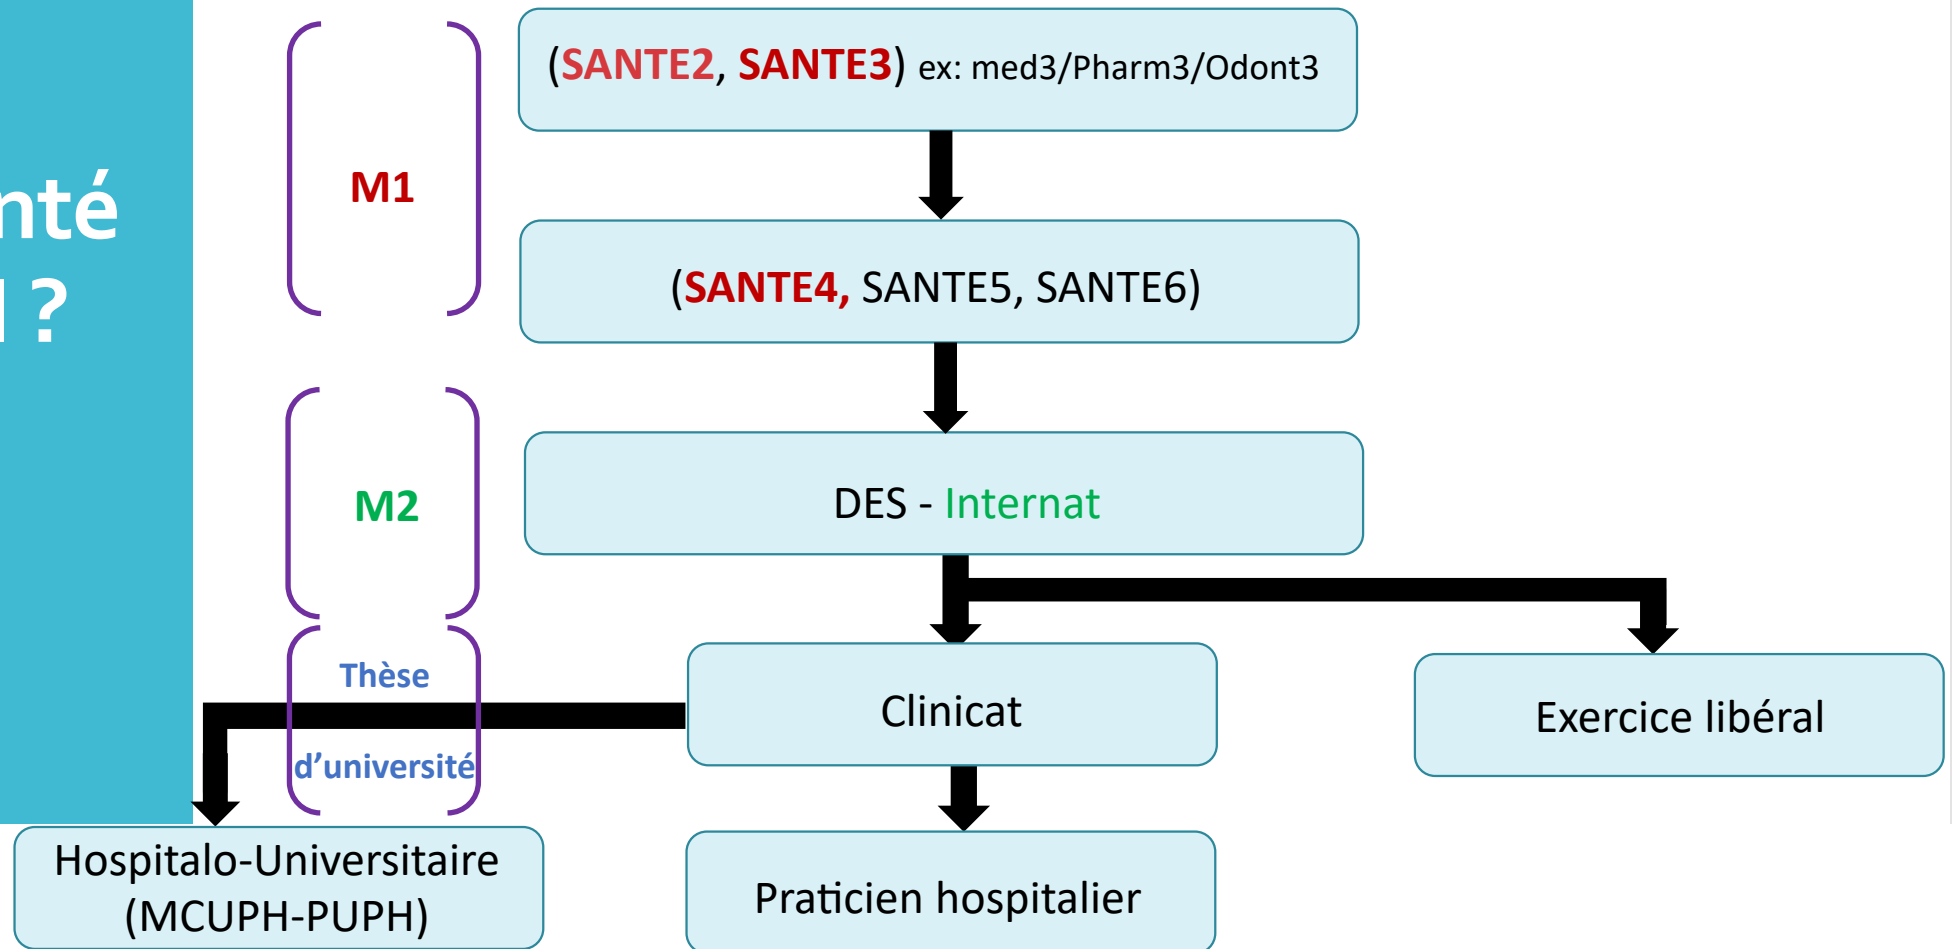 nté
?
(SANTE2, SANTE3) ex: med3/Pharm3/Odont3
M1
(SANTE4, SANTE5, SANTE6)
M2
DES - Internat
Thèse
d'université
Clinicat
Exercice libéral
Hospitalo-Universitaire
(MCUPH-PUPH)
Praticien hospitalier